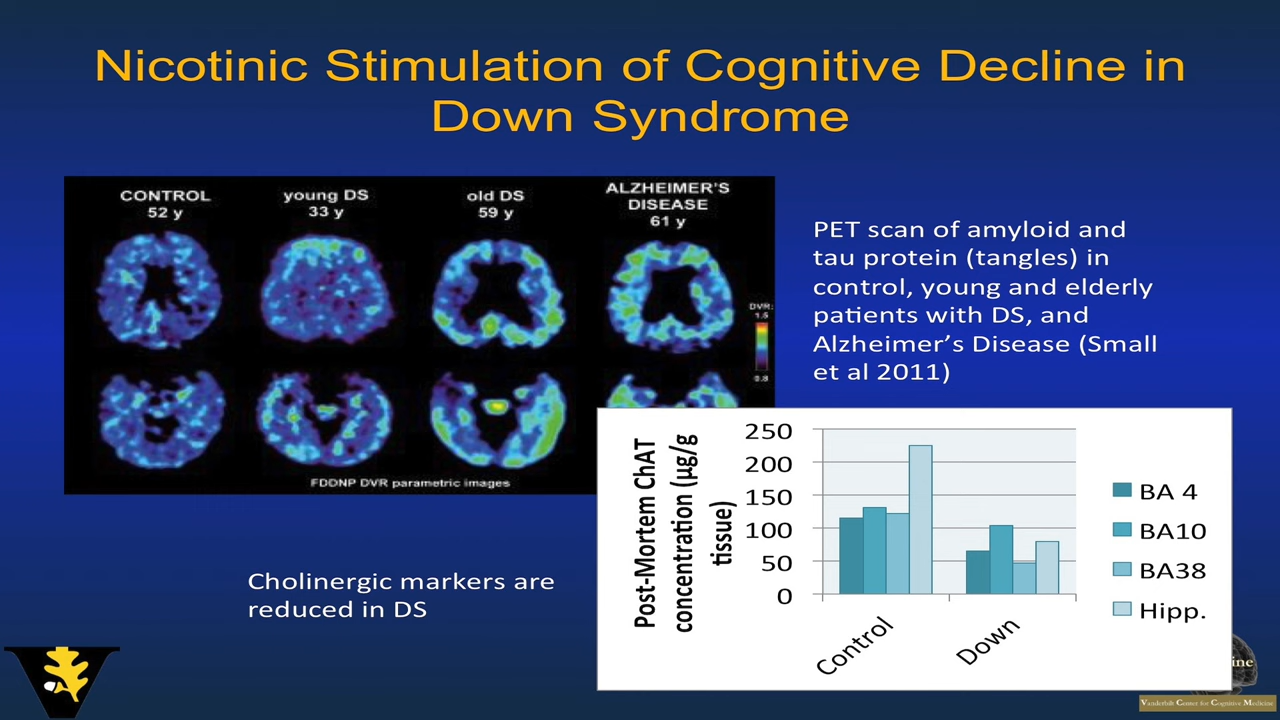 Nicotinic Stimulation of Cognitive Decline in
Down Syndrome
CONTROL
52 y
young DS
33 y
old DS
59 y
ALZHEIMER'S
DISEASE
61 y
DVR:
1.5
0.8
FDDNP DVR parametric images
PET scan of amyloid and
tau protein (tangles) in
control, young and elderly
patients with DS, and
Alzheimer’s Disease (Small
et al 2011)
Cholinergic markers are
reduced in DS
Post-Mortem ChAT
concentration (µg/g
tissue)
250
200
150
100
50
0
Control
Down
BA 4
BA10
BA38
Hipp.
ine
Vanderbilt Center for Cognitive Medicine